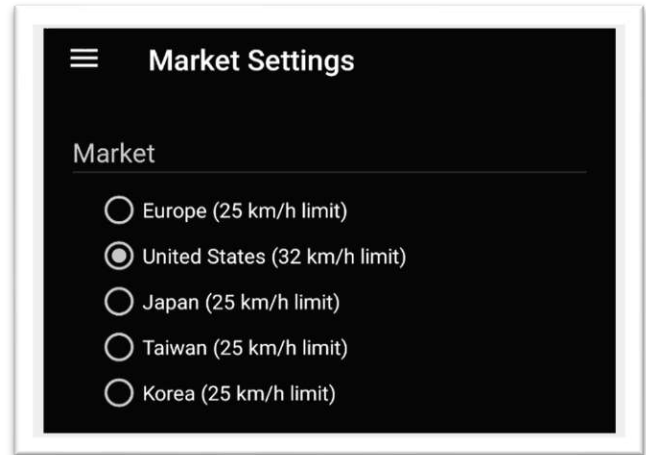 Market Settings
Market
Europe (25 km/h limit)
United States (32 km/h limit)
Japan (25 km/h limit)
Taiwan (25 km/h limit)
Korea (25 km/h limit)